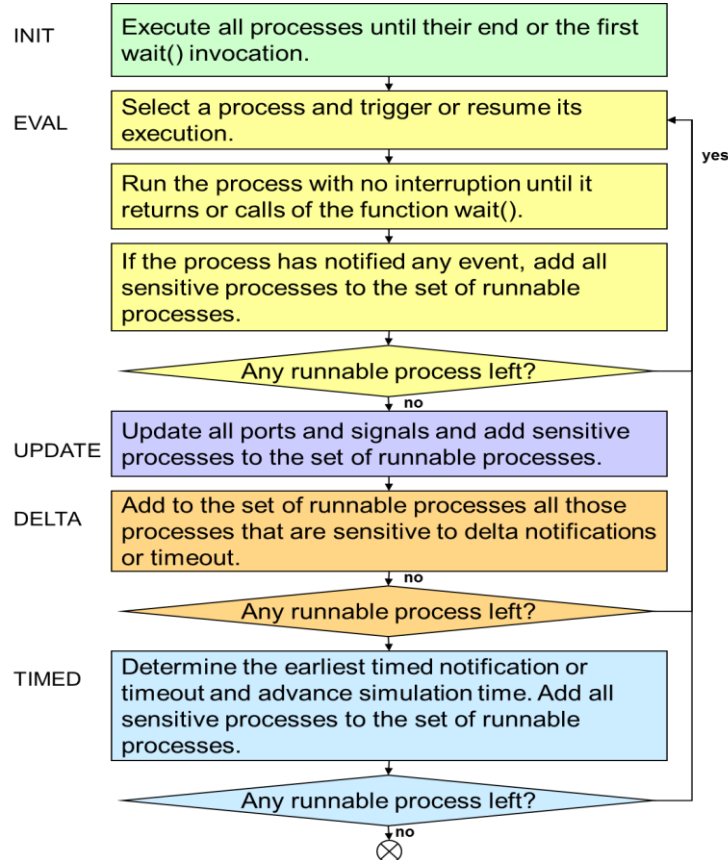 INIT
Execute all processes until their end or the first
wait() invocation.
EVAL
Select a process and trigger or resume its
execution.
yes
Run the process with no interruption until it
returns or calls of the function wait().
If the process has notified any event, add all
sensitive processes to the set of runnable
processes.
Any runnable process left?
no
UPDATE
Update all ports and signals and add sensitive
processes to the set of runnable processes.
DELTA
Add to the set of runnable processes all those
processes that are sensitive to delta notifications
or timeout.
no
Any runnable process left?
TIMED
Determine the earliest timed notification or
timeout and advance simulation time. Add all
sensitive processes to the set of runnable
processes.
Any runnable process left?
no